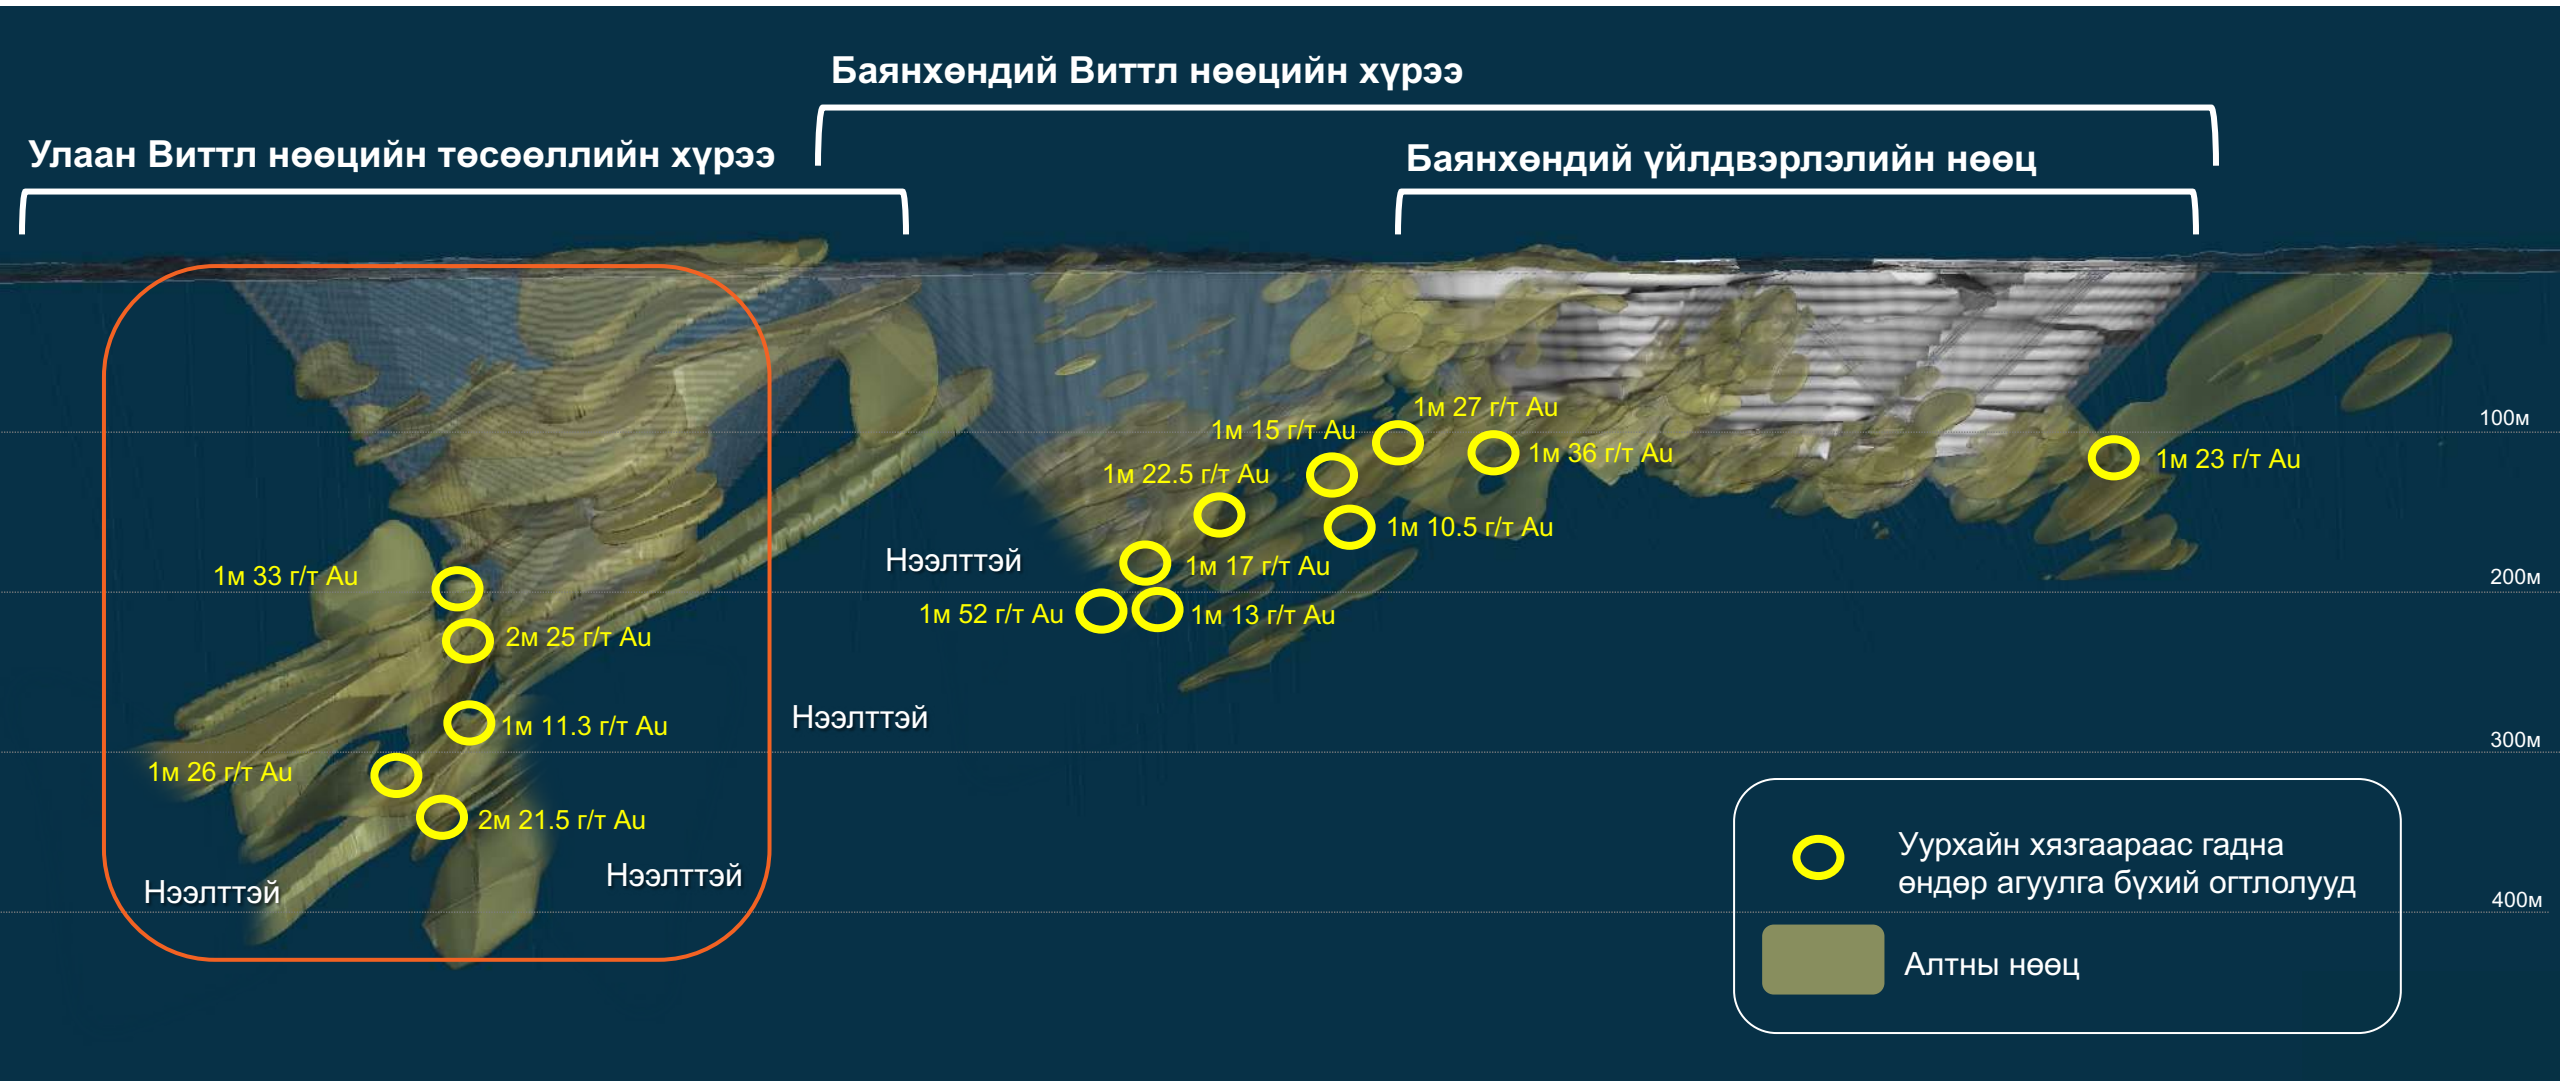 Баянхөндий Виттл нөөцийн хүрээ
Улаан Виттл нөөцийн төсөөллийн хүрээ
Баянхөндий үйлдвэрлэлийн нөөц
1м 27 г/т Au
100м
1м 15 г/т Au
1м 36 г/т Au
1м 23 г/т Au
1м 22.5 г/т Au
1м 10.5 г/т Au
Нээлттэй
1м 17 г/т Au
1м 33 г/т Au
200м
1м 52 г/т Au
1м 13 г/т Au
2м 25 г/т Au
Нээлттэй
1м 11.3 г/т Au
300м
1м 26 г/т Au
2м 21.5 г/т Au
Нээлттэй
Нээлттэй
Уурхайн хязгаараас гадна
өндөр агуулга бүхий огтлолууд
400м
Алтны нөөц